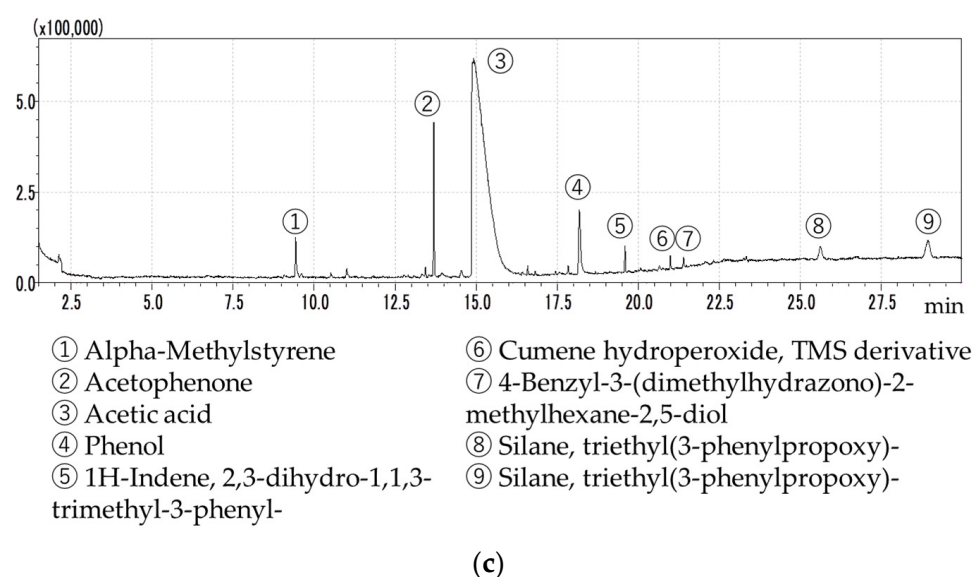 (x100,000)
③
5.0
②
2.5
④
①
⑤
⑥
⑦
⑧
⑨
0.0
2.5 5.0 7.5 10.0 12.5 15.0 17.5 20.0 22.5 25.0 27.5 min
① Alpha-Methylstyrene
② Acetophenone
③ Acetic acid
④ Phenol
⑤ 1H-Indene, 2,3-dihydro-1,1,3-
trimethyl-3-phenyl-
⑥ Cumene hydroperoxide, TMS derivative
⑦ 4-Benzyl-3-(dimethylhydrazono)-2-
methylhexane-2,5-diol
⑧ Silane, triethyl(3-phenylpropoxy)-
⑨ Silane, triethyl(3-phenylpropoxy)-
(c)